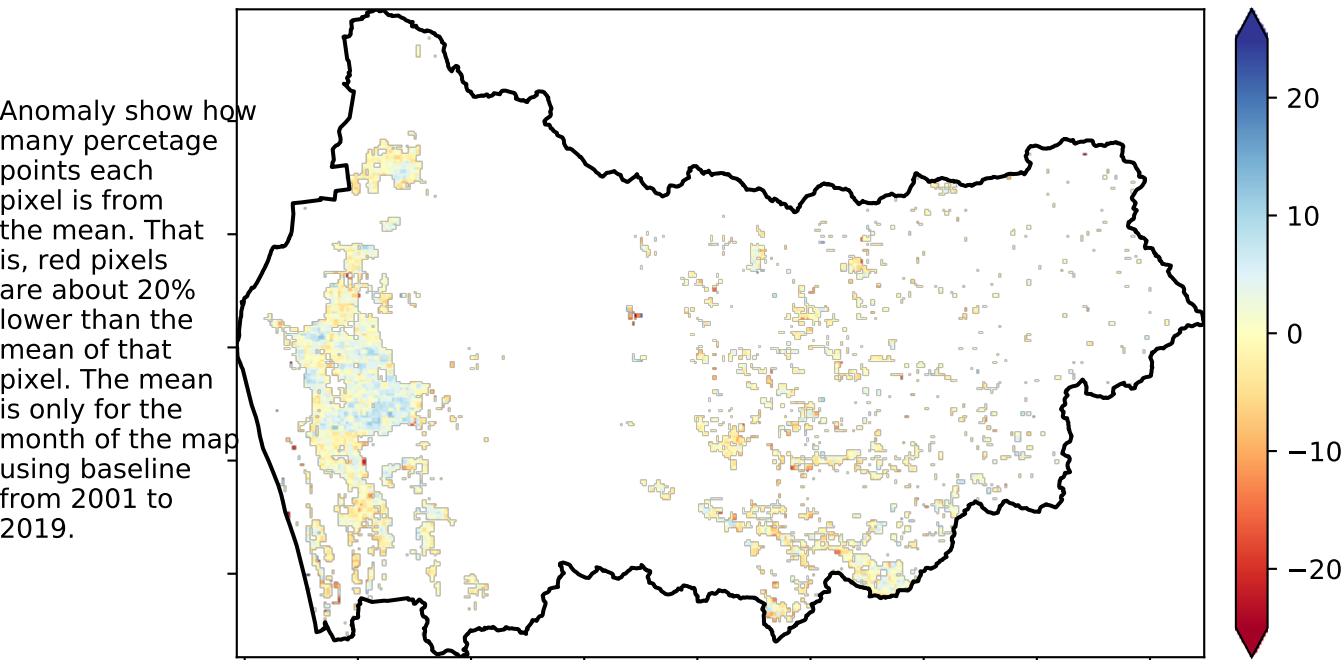 Anomaly show how
many percetage
points each
pixel is from
the mean. That
is, red pixels
are about 20%
lower than the
mean of that
pixel. The mean
is only for the
month of the map
using baseline
from 2001 to
2019.
20
10
0
−10
−20